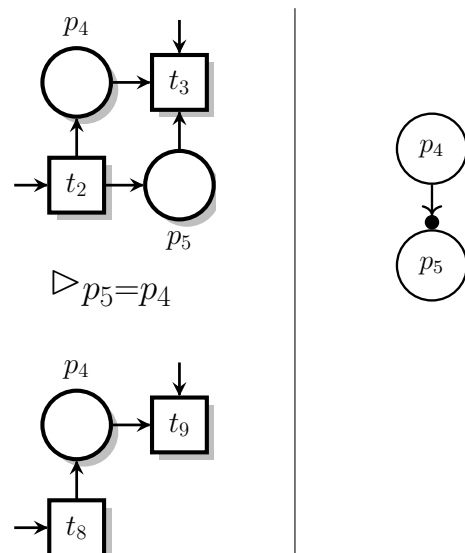 p₄
t₃
t₂
p₅
▷p₅=p₄
p₄
t₉
t₈
p₄
p₅